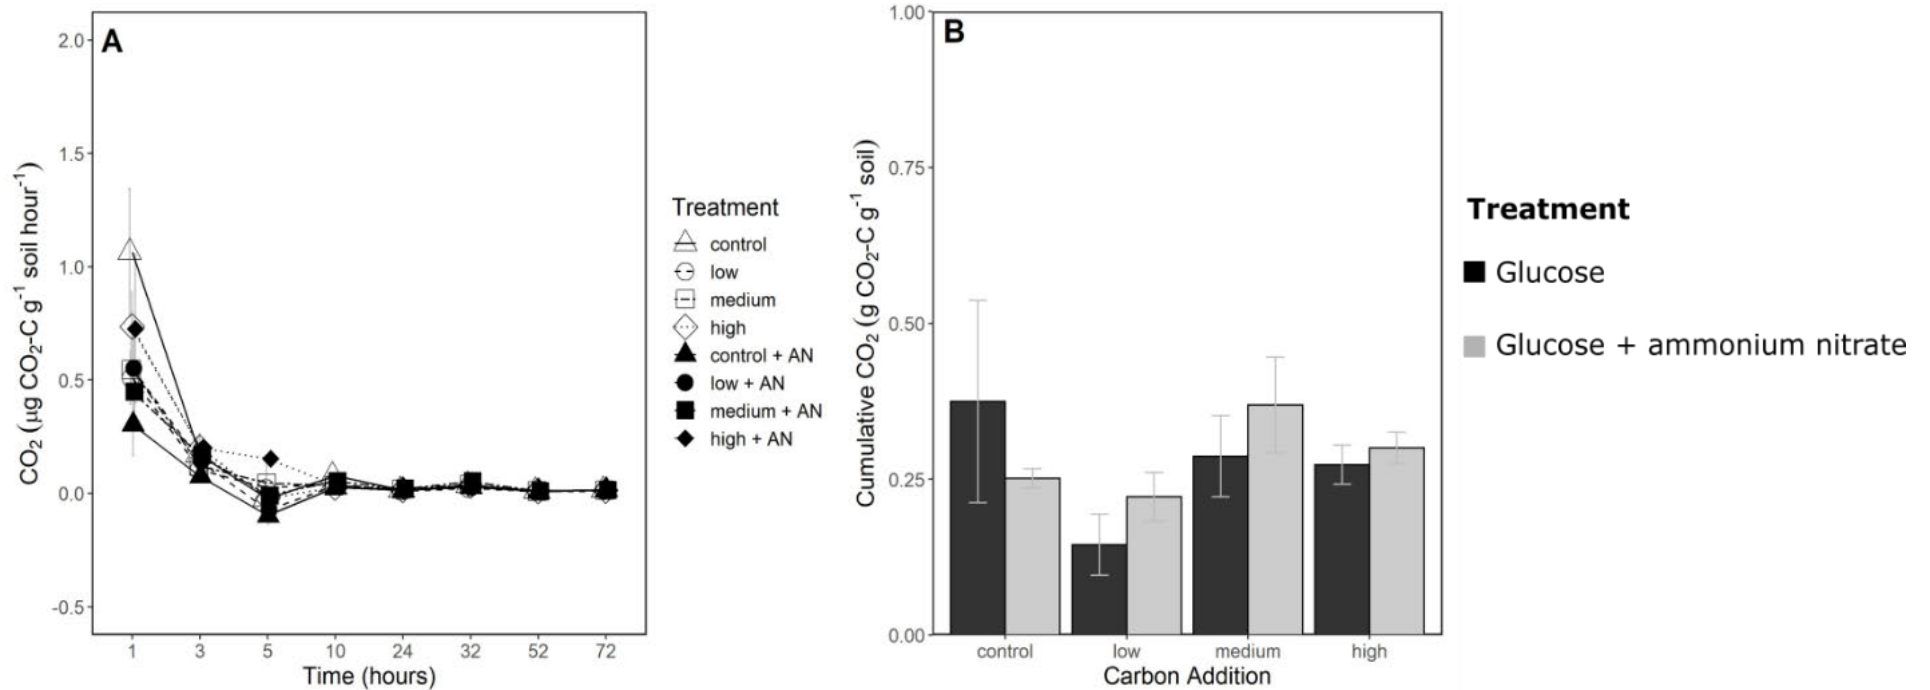 A
2.0
1.5
1.0
0.5
0.0
-0.5
CO₂ (µg CO₂-C g⁻¹ soil hour⁻¹)
1 3 5 10 24 32 52 72
Time (hours)
Treatment
control
low
medium
high
control + AN
low + AN
medium + AN
high + AN
B
1.00
0.75
0.50
0.25
0.00
Cumulative CO₂ (g CO₂-C g⁻¹ soil)
control low medium high
Carbon Addition
Treatment
Glucose
Glucose + ammonium nitrate